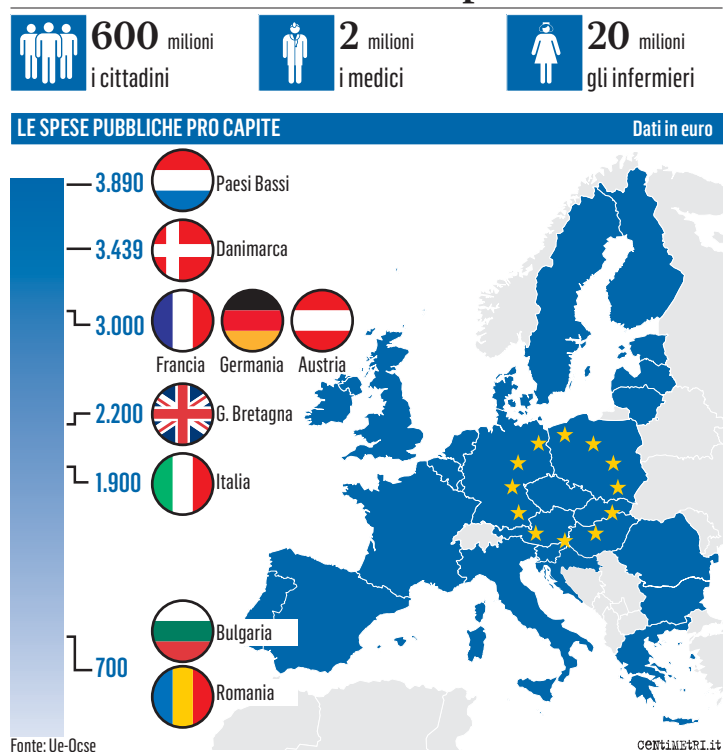 600 milioni
i cittadini
2 milioni
i medici
20 milioni
gli infermieri
LE SPESE PUBBLICHE PRO CAPITE Dati in euro
3.890 Paesi Bassi
3.439 Danimarca
3.000
Francia Germania Austria
2.200 G. Bretagna
1.900 Italia
Bulgaria
700
Romania
Fonte: Ue-Ocse
CENTIMETRI.it